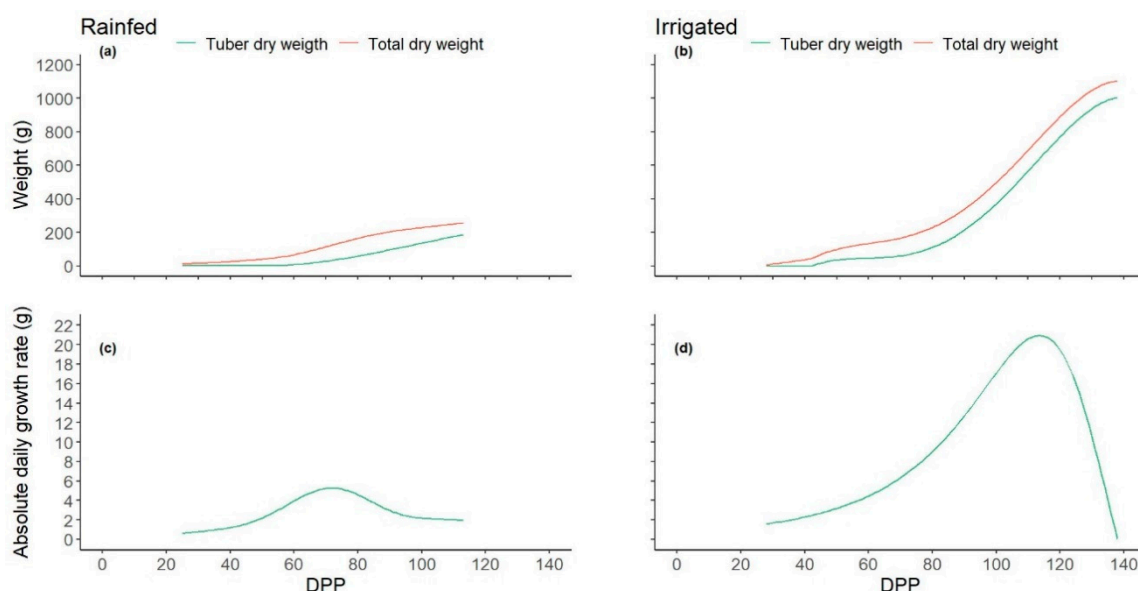 Rainfed
Tuber dry weigth Total dry weight
(a)
1200
1000
800
600
400
200
0
Weight (g)
Irrigated
Tuber dry weigth Total dry weight
(b)
Absolute daily growth rate (g)
22
20
18
16
14
12
10
8
6
4
2
0
(c)
0 20 40 60 80 100 120 140
DPP
(d)
0 20 40 60 80 100 120 140
DPP